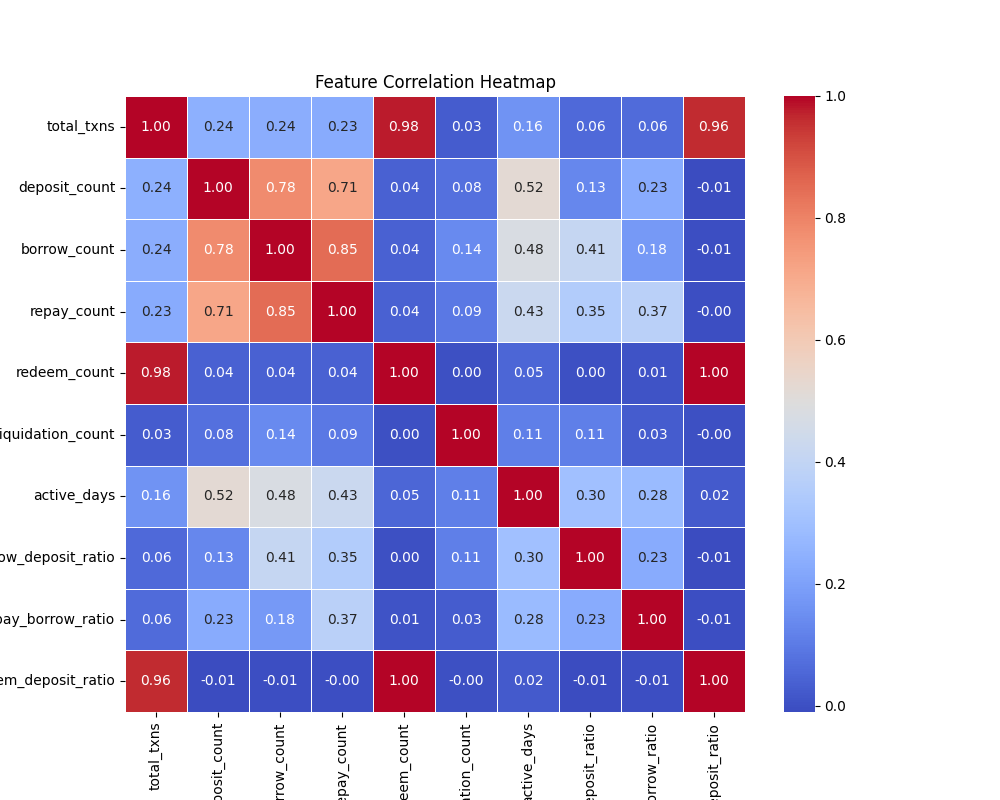 Feature Correlation Heatmap
total_txns 1.00 0.24 0.24 0.23 0.98 0.03 0.16 0.06 0.06 0.96
deposit_count 0.24 1.00 0.78 0.71 0.04 0.08 0.52 0.13 0.23 -0.01
borrow_count 0.24 0.78 1.00 0.85 0.04 0.14 0.48 0.41 0.18 -0.01
repay_count 0.23 0.71 0.85 1.00 0.04 0.09 0.43 0.35 0.37 -0.00
redeem_count 0.98 0.04 0.04 0.04 1.00 0.00 0.05 0.00 0.01 1.00
iquidation_count 0.03 0.08 0.14 0.09 0.00 1.00 0.11 0.11 0.03 -0.00
active_days 0.16 0.52 0.48 0.43 0.05 0.11 1.00 0.30 0.28 0.02
ow_deposit_ratio 0.06 0.13 0.41 0.35 0.00 0.11 0.30 1.00 0.23 -0.01
pay_borrow_ratio 0.06 0.23 0.18 0.37 0.01 0.03 0.28 0.23 1.00 -0.01
em_deposit_ratio 0.96 -0.01 -0.01 -0.00 1.00 -0.00 0.02 -0.01 -0.01 1.00
total_txns posit_count rrow_count epay_count eem_count ation_count active_days eposit_ratio orrow_ratio eposit_ratio
1.0
0.8
0.6
0.4
0.2
0.0